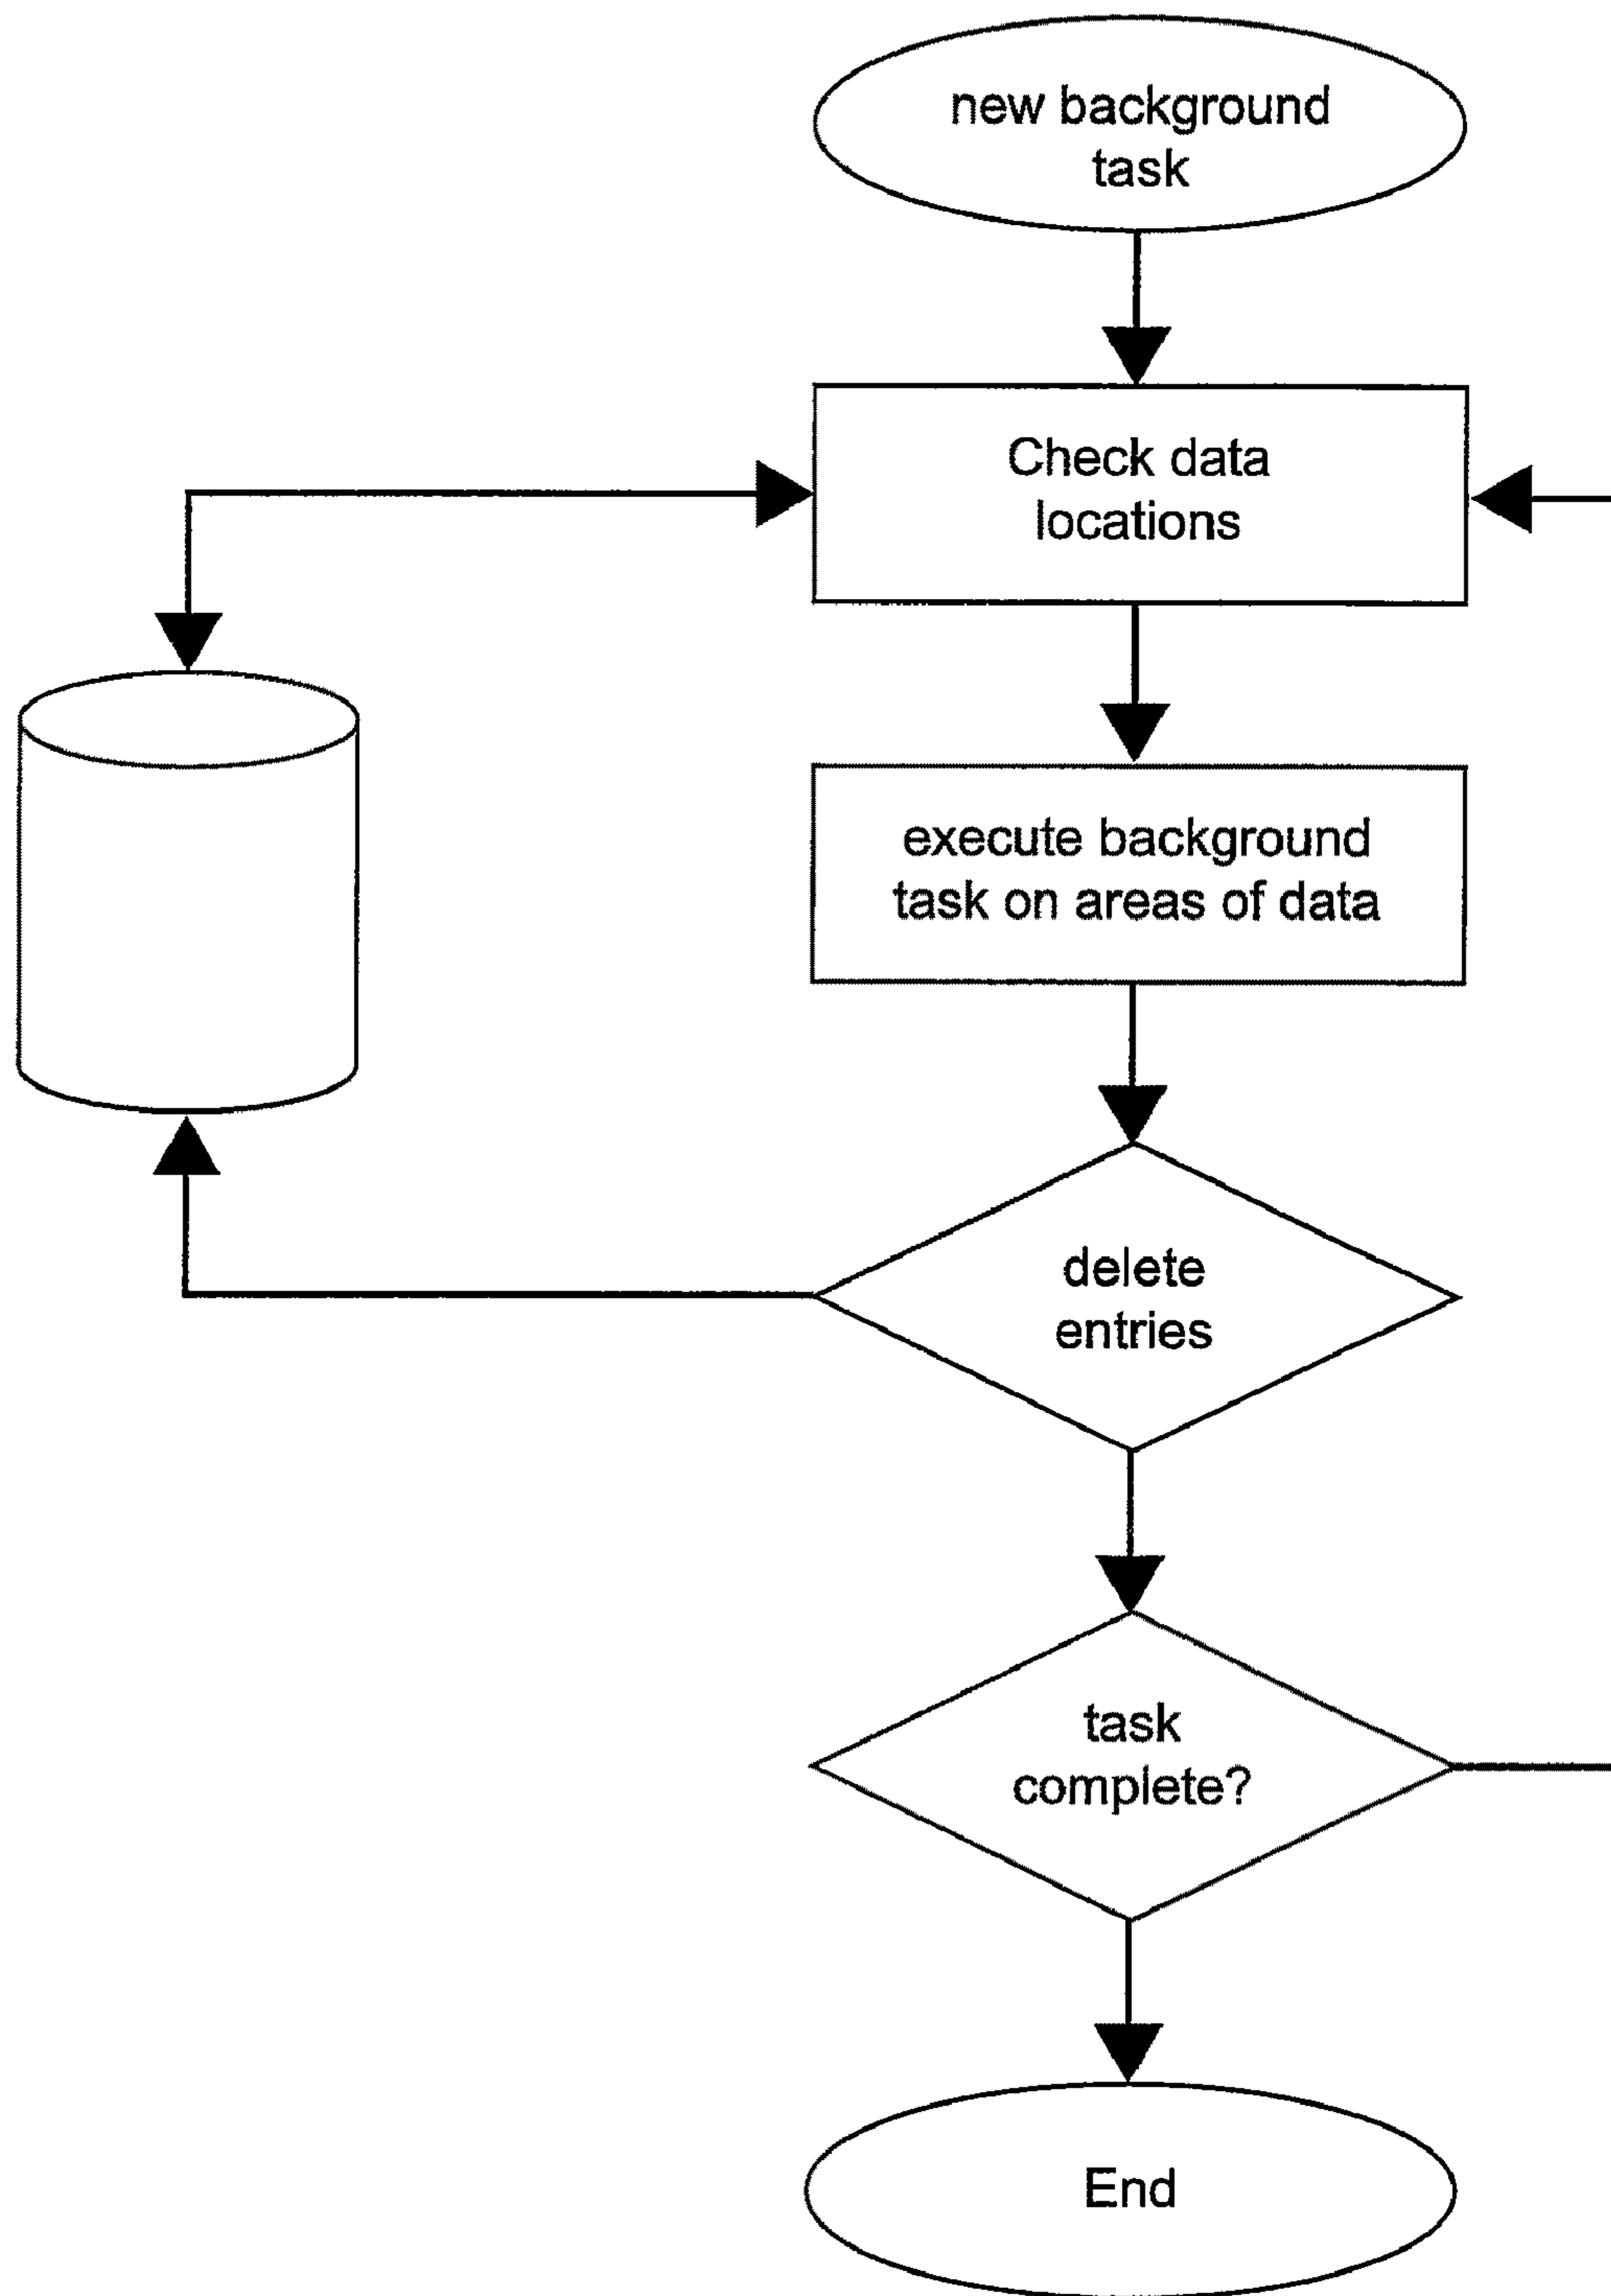 new background
task
Check data
locations
execute background
task on areas of data
delete
entries
task
complete?
End